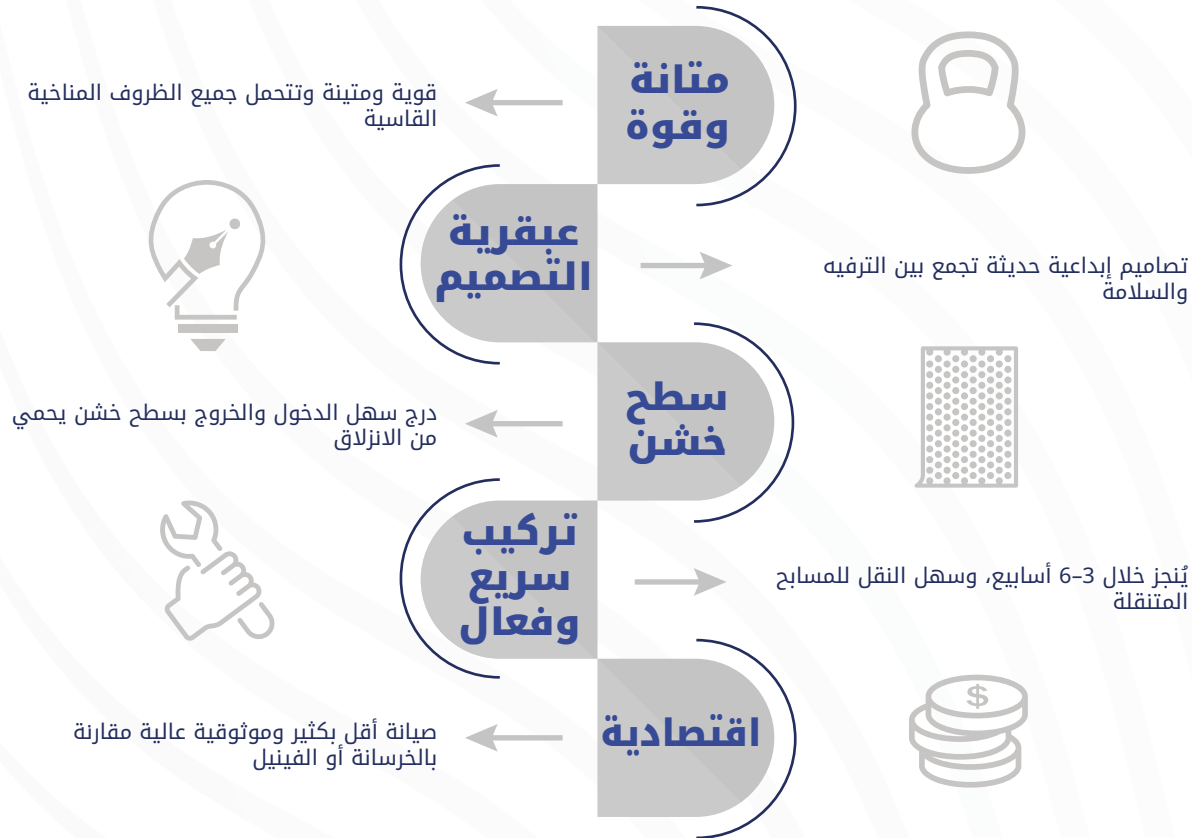 متانة
وقوة
قوية ومتينة وتتحمل جميع الظروف المناخية
القاسية
عبقرية
التصميم
تصاميم إبداعية حديثة تجمع بين الترفيه
والسلامة
سطح
خشن
درج سهل الدخول والخروج بسطح خشن يحمي
من الانزلاق
تركيب
سريع
وفعال
يُنجز خلال 3–6 أسابيع، وسهل النقل للمسابح
المتنقلة
اقتصادية
صيانة أقل بكثير وموثوقية عالية مقارنة
بالخرسانة أو الفينيل
$